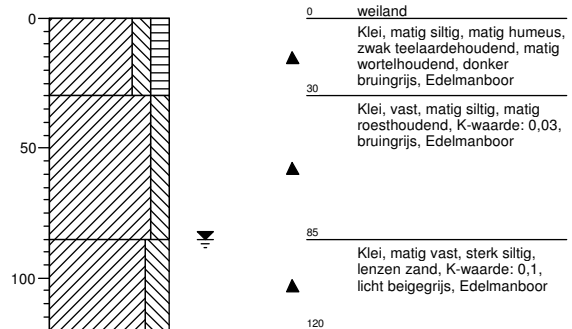 0
50
100
0 weiland
Klei, matig siltig, matig humeus,
zwak teelaardehoudend, matig
wortelhoudend, donker
bruingrijs, Edelmanboor
30
Klei, vast, matig siltig, matig
roesthoudend, K-waarde: 0,03,
bruingrijs, Edelmanboor
85
Klei, matig vast, sterk siltig,
lenzen zand, K-waarde: 0,1,
licht beigegrijs, Edelmanboor
120